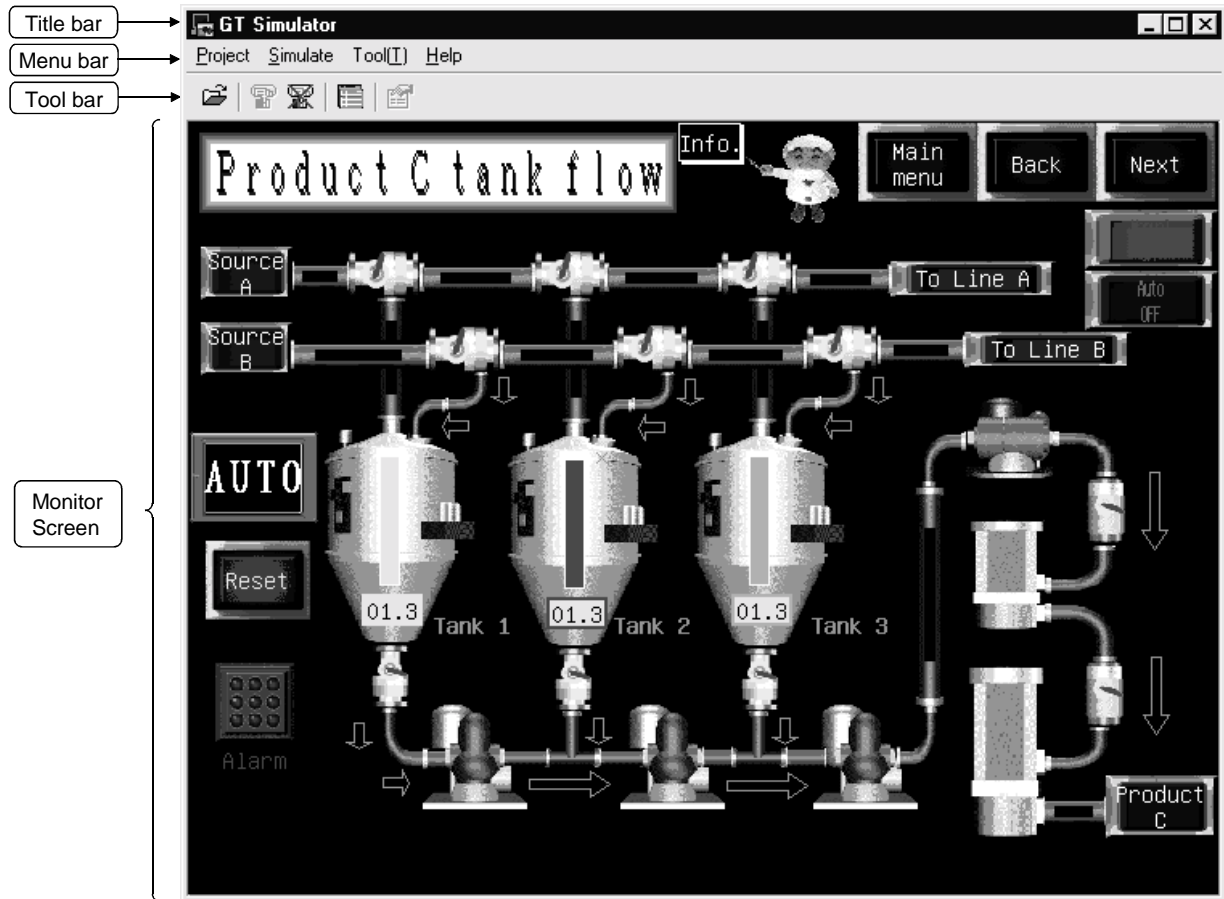 Title bar
GT Simulator
Menu bar
Project Simulate Tool(T) Help
Tool bar
Product C tank flow
Info.
Main
menu
Back
Next
Source
A
To Line A
Auto
OFF
Source
B
To Line B
AUTO
Monitor
Screen
Reset
01.3
Tank 1
01.3
Tank 2
01.3
Tank 3
Alarm
Product
C